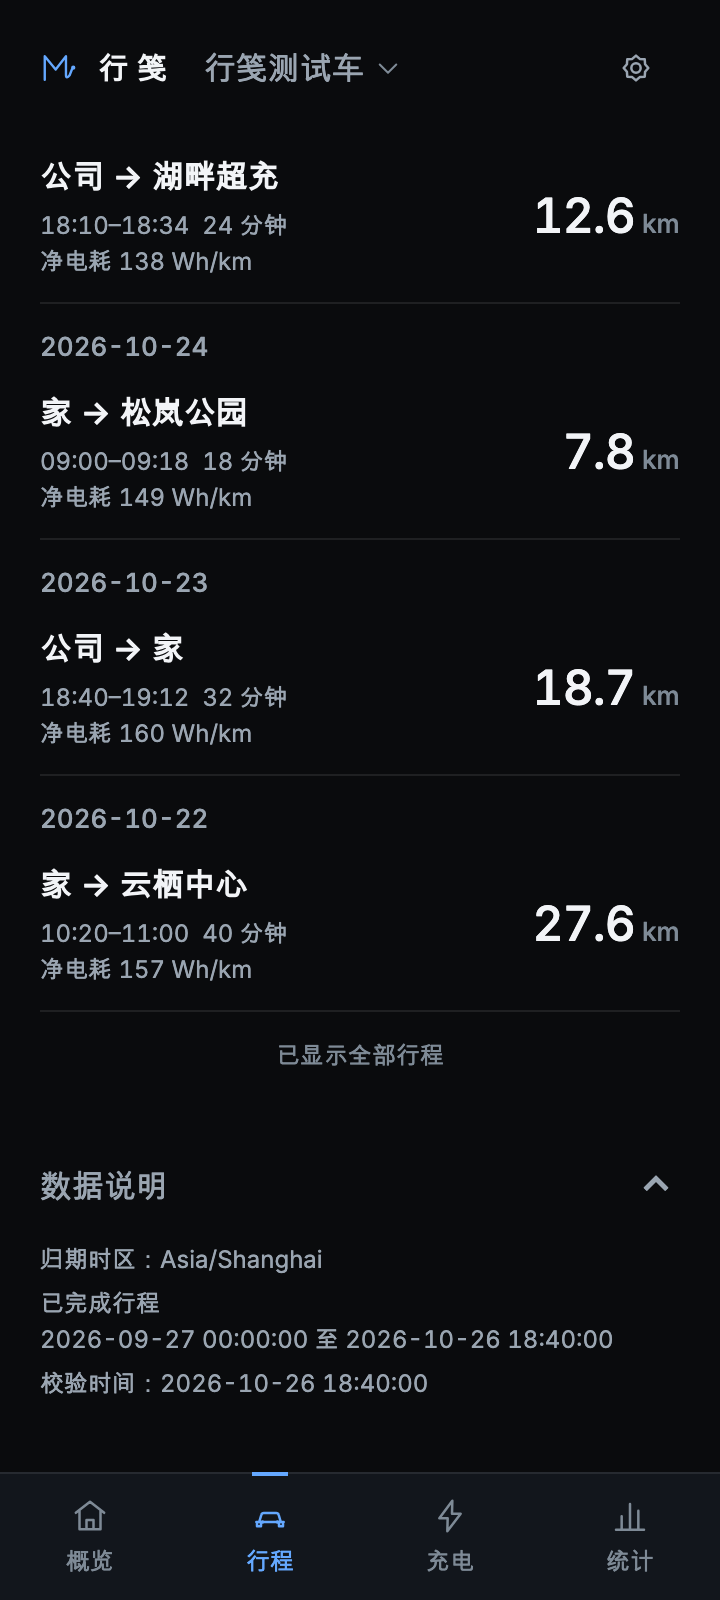 行笺 行笺测试车
公司 → 湖畔超充
18:10–18:34 24 分钟
净电耗 138 Wh/km
12.6 km
2026-10-24
家 → 松岚公园
09:00–09:18 18 分钟
净电耗 149 Wh/km
7.8 km
2026-10-23
公司 → 家
18:40–19:12 32 分钟
净电耗 160 Wh/km
18.7 km
2026-10-22
家 → 云栖中心
10:20–11:00 40 分钟
净电耗 157 Wh/km
27.6 km
已显示全部行程
数据说明
归期时区：Asia/Shanghai
已完成行程
2026-09-27 00:00:00 至 2026-10-26 18:40:00
校验时间：2026-10-26 18:40:00
概览 行程 充电 统计